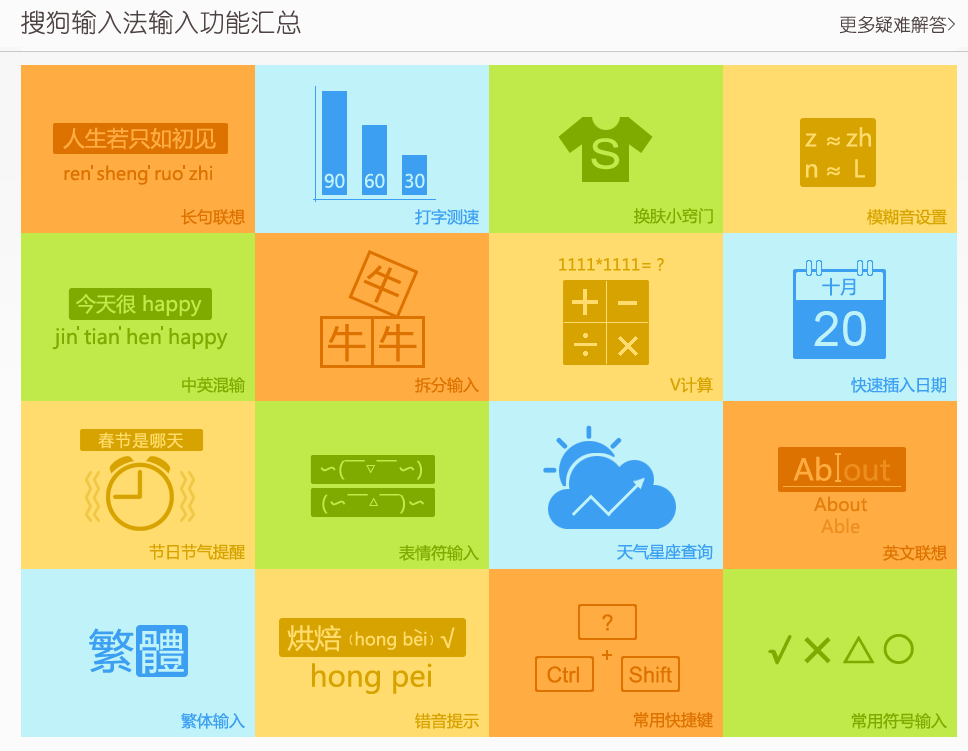 搜狗输入法输入功能汇总
更多疑难解答>
人生若只如初见
ren'sheng'ruo'zhi
长句联想
90 60 30
打字测速
S
换肤小窍门
z ≈ zh
n ≈ L
模糊音设置
今天很 happy
jin'tian'hen'happy
中英混输
牛
牛 牛
拆分输入
1111*1111= ?
+ −
÷ ×
V计算
十月
20
快速插入日期
春节是哪天
节日节气提醒
∽(￣▽￣∽)
(∽￣△￣)∽
表情符输入
天气星座查询
About
About
Able
英文联想
繁體
繁体输入
烘焙（hong bèi）√
hong pei
错音提示
?
+
Ctrl Shift
常用快捷键
√ × △ ○
常用符号输入